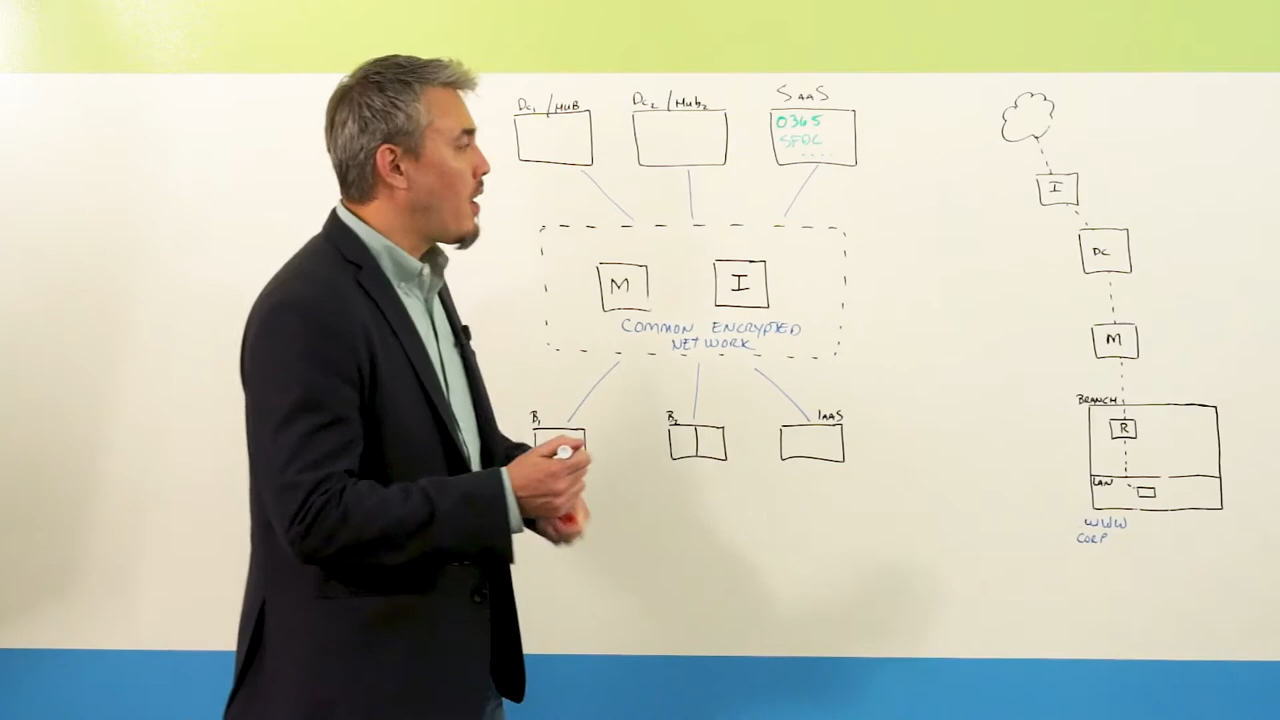 DC1/HUB
DC2/HUB2
SAAS
O365
SFDC
....
M
I
COMMON ENCRYPTED
NETWORK
B1
B2
IAAS
I
DC
M
BRANCH
R
LAN
WWW
CORP